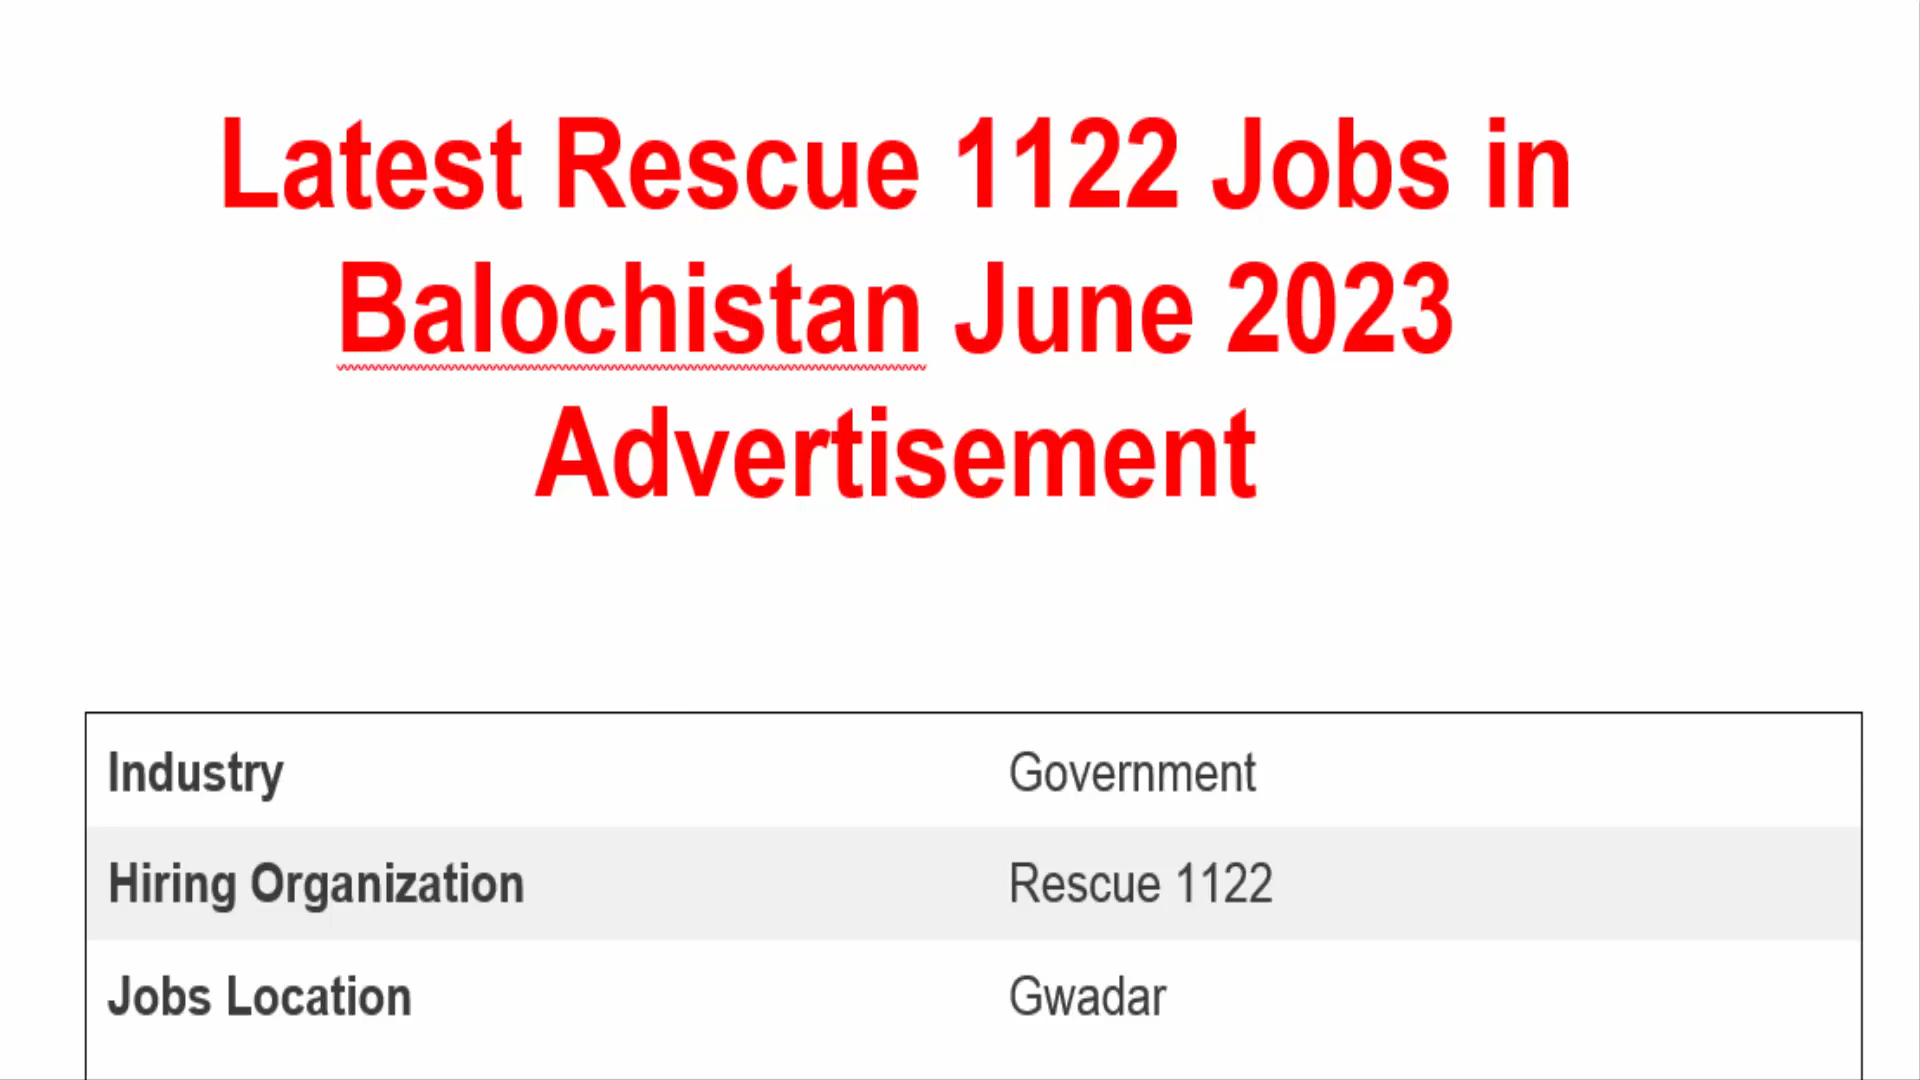 Latest Rescue 1122 Jobs in
Balochistan June 2023
Advertisement
Industry Government
Hiring Organization Rescue 1122
Jobs Location Gwadar